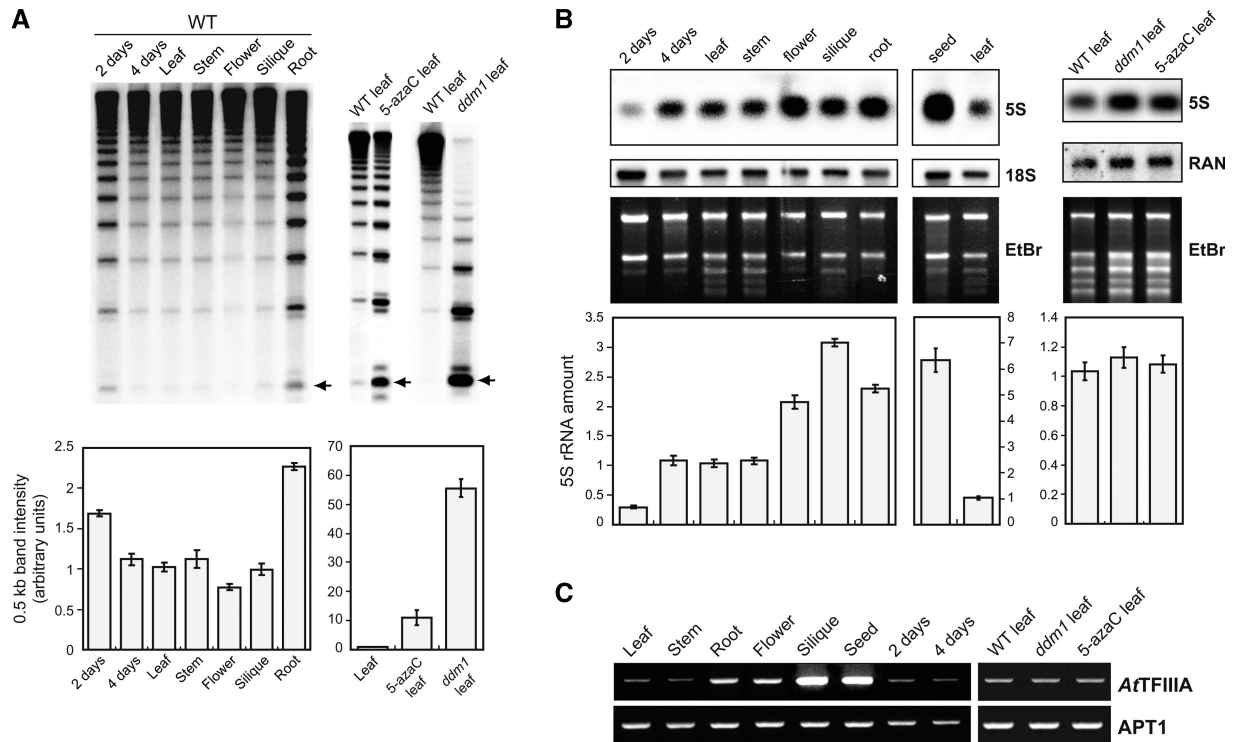 A
WT
2 days
4 days
Leaf
Stem
Flower
Silique
Root
WT leaf
5-azaC leaf
WT leaf
ddm1 leaf
0.5 kb band intensity
(arbitrary units)
2.5
2
1.5
1
0.5
0
2 days
4 days
Leaf
Stem
Flower
Silique
Root
70
60
50
40
30
20
10
0
Leaf
5-azaC
leaf
ddm1
leaf
B
2 days
4 days
leaf
stem
flower
silique
root
seed
leaf
5S
18S
EtBr
WT leaf
ddm1 leaf
5-azaC leaf
5S
RAN
EtBr
5S rRNA amount
3.5
3
2.5
2
1.5
1
0.5
0
8
7
6
5
4
3
2
1
0
1.4
1.2
1
0.8
0.6
0.4
0.2
0
C
Leaf
Stem
Root
Flower
Silique
Seed
2 days
4 days
WT leaf
ddm1 leaf
5-azaC leaf
AtTFIIIA
APT1